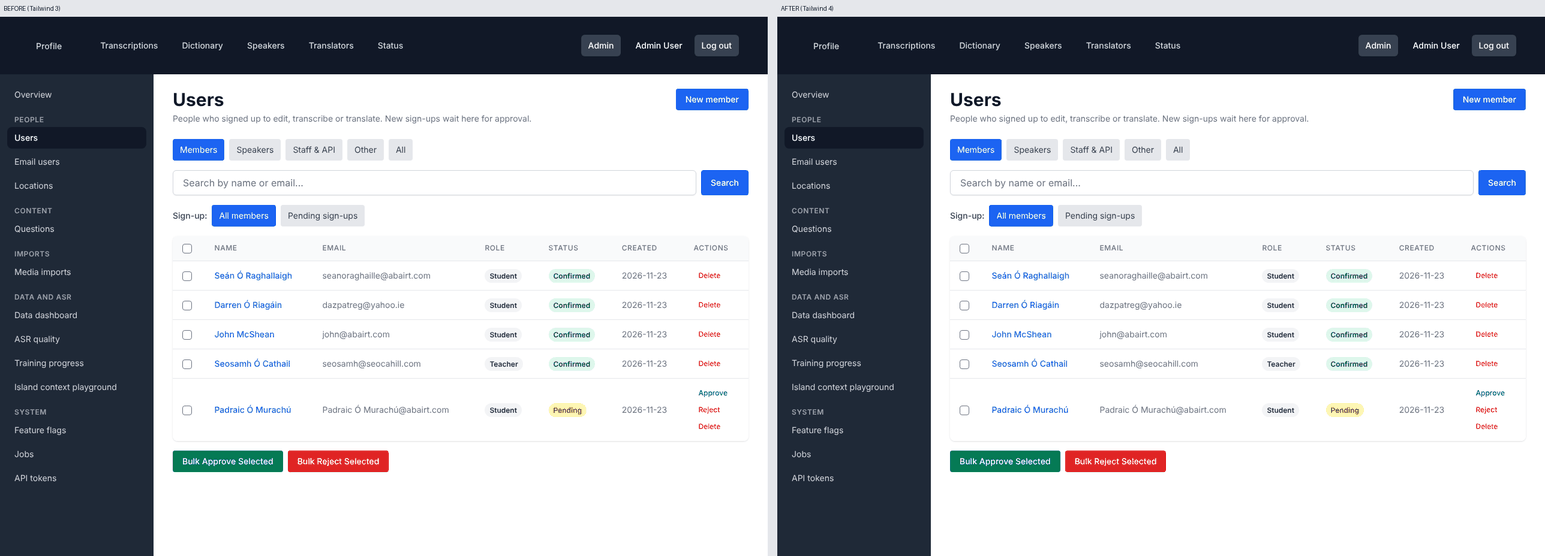 BEFORE (Tailwind 3)
Profile Transcriptions Dictionary Speakers Translators Status Admin Admin User Log out
Overview
PEOPLE
Users
Email users
Locations
CONTENT
Questions
IMPORTS
Media imports
DATA AND ASR
Data dashboard
ASR quality
Training progress
Island context playground
SYSTEM
Feature flags
Jobs
API tokens
Users
New member
People who signed up to edit, transcribe or translate. New sign-ups wait here for approval.
Members Speakers Staff & API Other All
Search by name or email... Search
Sign-up: All members Pending sign-ups
NAME EMAIL ROLE STATUS CREATED ACTIONS
Seán Ó Raghallaigh seanoraghaille@abairt.com Student Confirmed 2026-11-23 Delete
Darren Ó Ríagáin dazpatreg@yahoo.ie Student Confirmed 2026-11-23 Delete
John McShean john@abairt.com Student Confirmed 2026-11-23 Delete
Seosamh Ó Cathail seosamh@seocahill.com Teacher Confirmed 2026-11-23 Delete
Padraic Ó Murachú Padraic Ó Murachú@abairt.com Student Pending 2026-11-23 Approve
Reject
Delete
Bulk Approve Selected Bulk Reject Selected
AFTER (Tailwind 4)
Profile Transcriptions Dictionary Speakers Translators Status Admin Admin User Log out
Overview
PEOPLE
Users
Email users
Locations
CONTENT
Questions
IMPORTS
Media imports
DATA AND ASR
Data dashboard
ASR quality
Training progress
Island context playground
SYSTEM
Feature flags
Jobs
API tokens
Users
New member
People who signed up to edit, transcribe or translate. New sign-ups wait here for approval.
Members Speakers Staff & API Other All
Search by name or email... Search
Sign-up: All members Pending sign-ups
NAME EMAIL ROLE STATUS CREATED ACTIONS
Seán Ó Raghallaigh seanoraghaille@abairt.com Student Confirmed 2026-11-23 Delete
Darren Ó Ríagáin dazpatreg@yahoo.ie Student Confirmed 2026-11-23 Delete
John McShean john@abairt.com Student Confirmed 2026-11-23 Delete
Seosamh Ó Cathail seosamh@seocahill.com Teacher Confirmed 2026-11-23 Delete
Padraic Ó Murachú Padraic Ó Murachú@abairt.com Student Pending 2026-11-23 Approve
Reject
Delete
Bulk Approve Selected Bulk Reject Selected